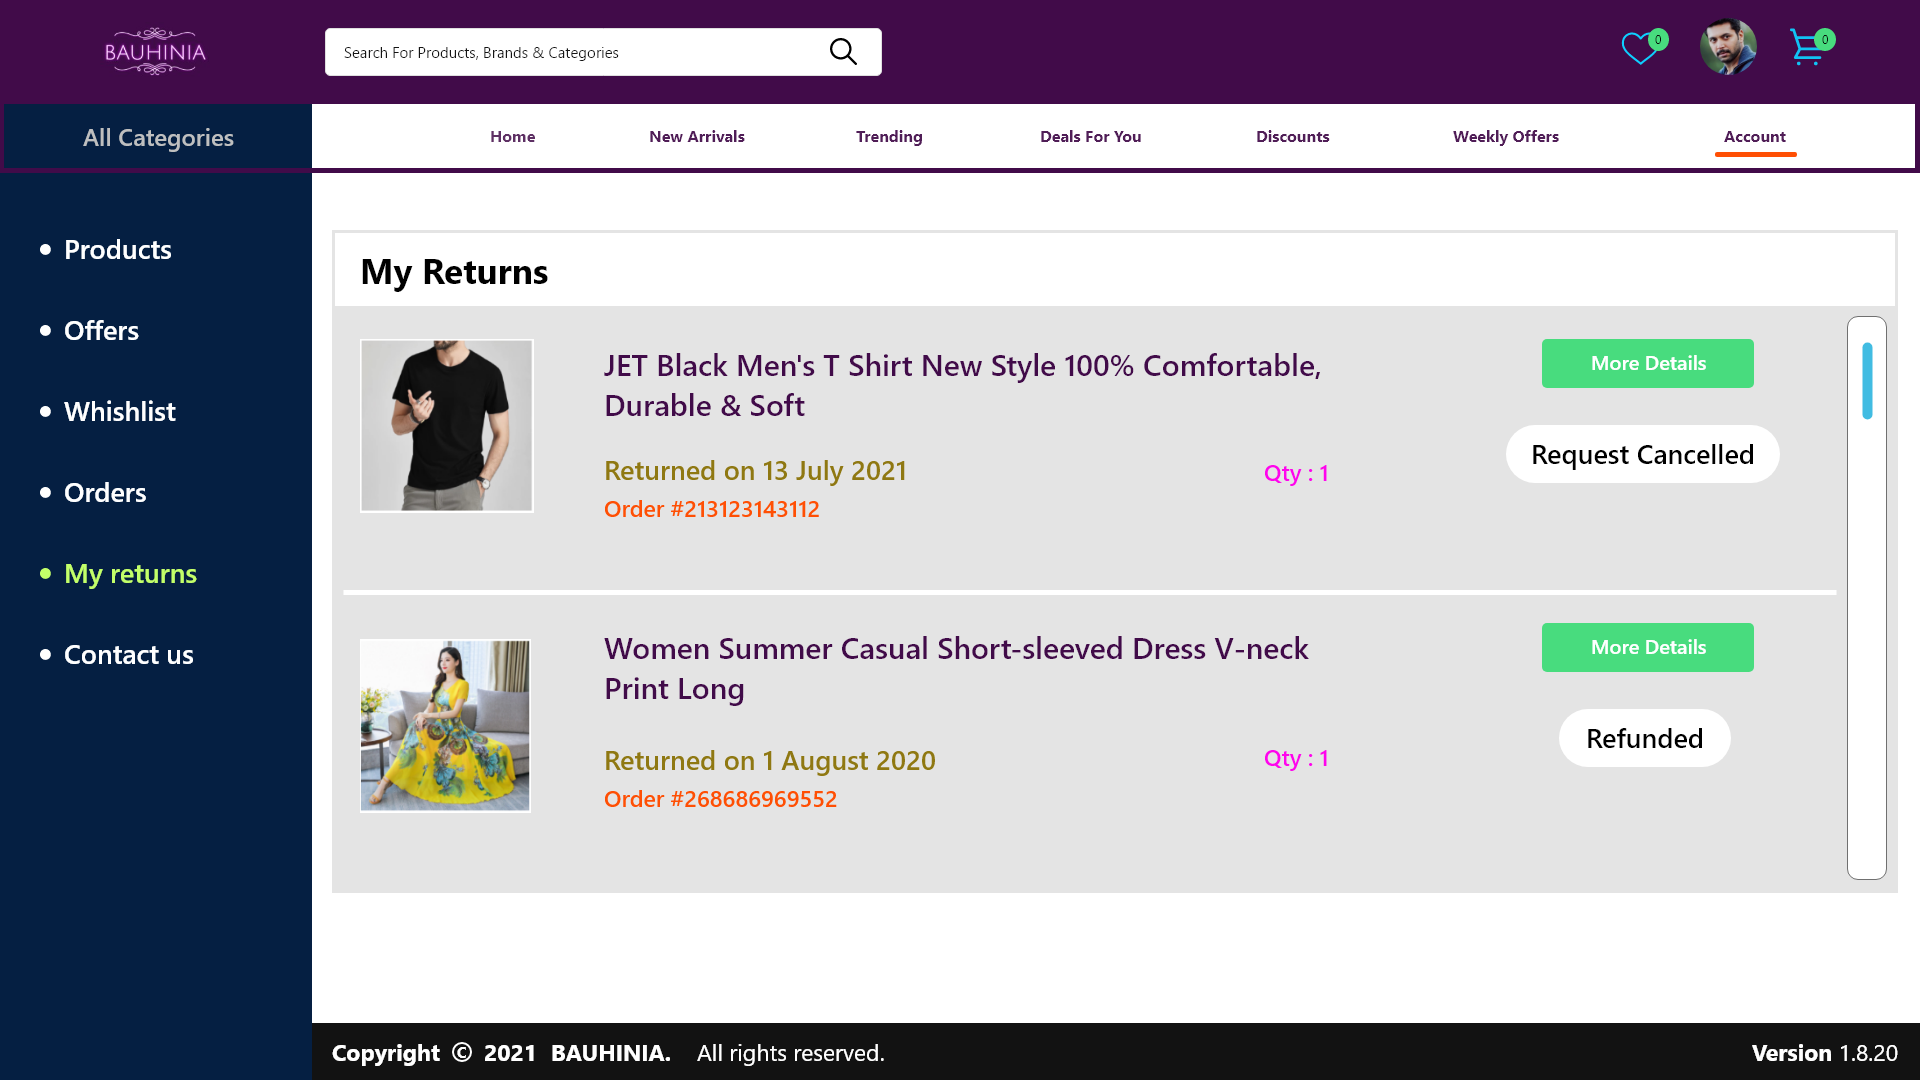 BAUHINIA
Search For Products, Brands & Categories
0
0
All Categories
Home
New Arrivals
Trending
Deals For You
Discounts
Weekly Offers
Account
Products
Offers
Whishlist
Orders
My returns
Contact us
My Returns
JET Black Men's T Shirt New Style 100% Comfortable,
Durable & Soft
Returned on 13 July 2021
Order #213123143112
Qty : 1
More Details
Request Cancelled
Women Summer Casual Short-sleeved Dress V-neck
Print Long
Returned on 1 August 2020
Order #268686969552
Qty : 1
More Details
Refunded
Copyright © 2021 BAUHINIA. All rights reserved.
Version 1.8.20